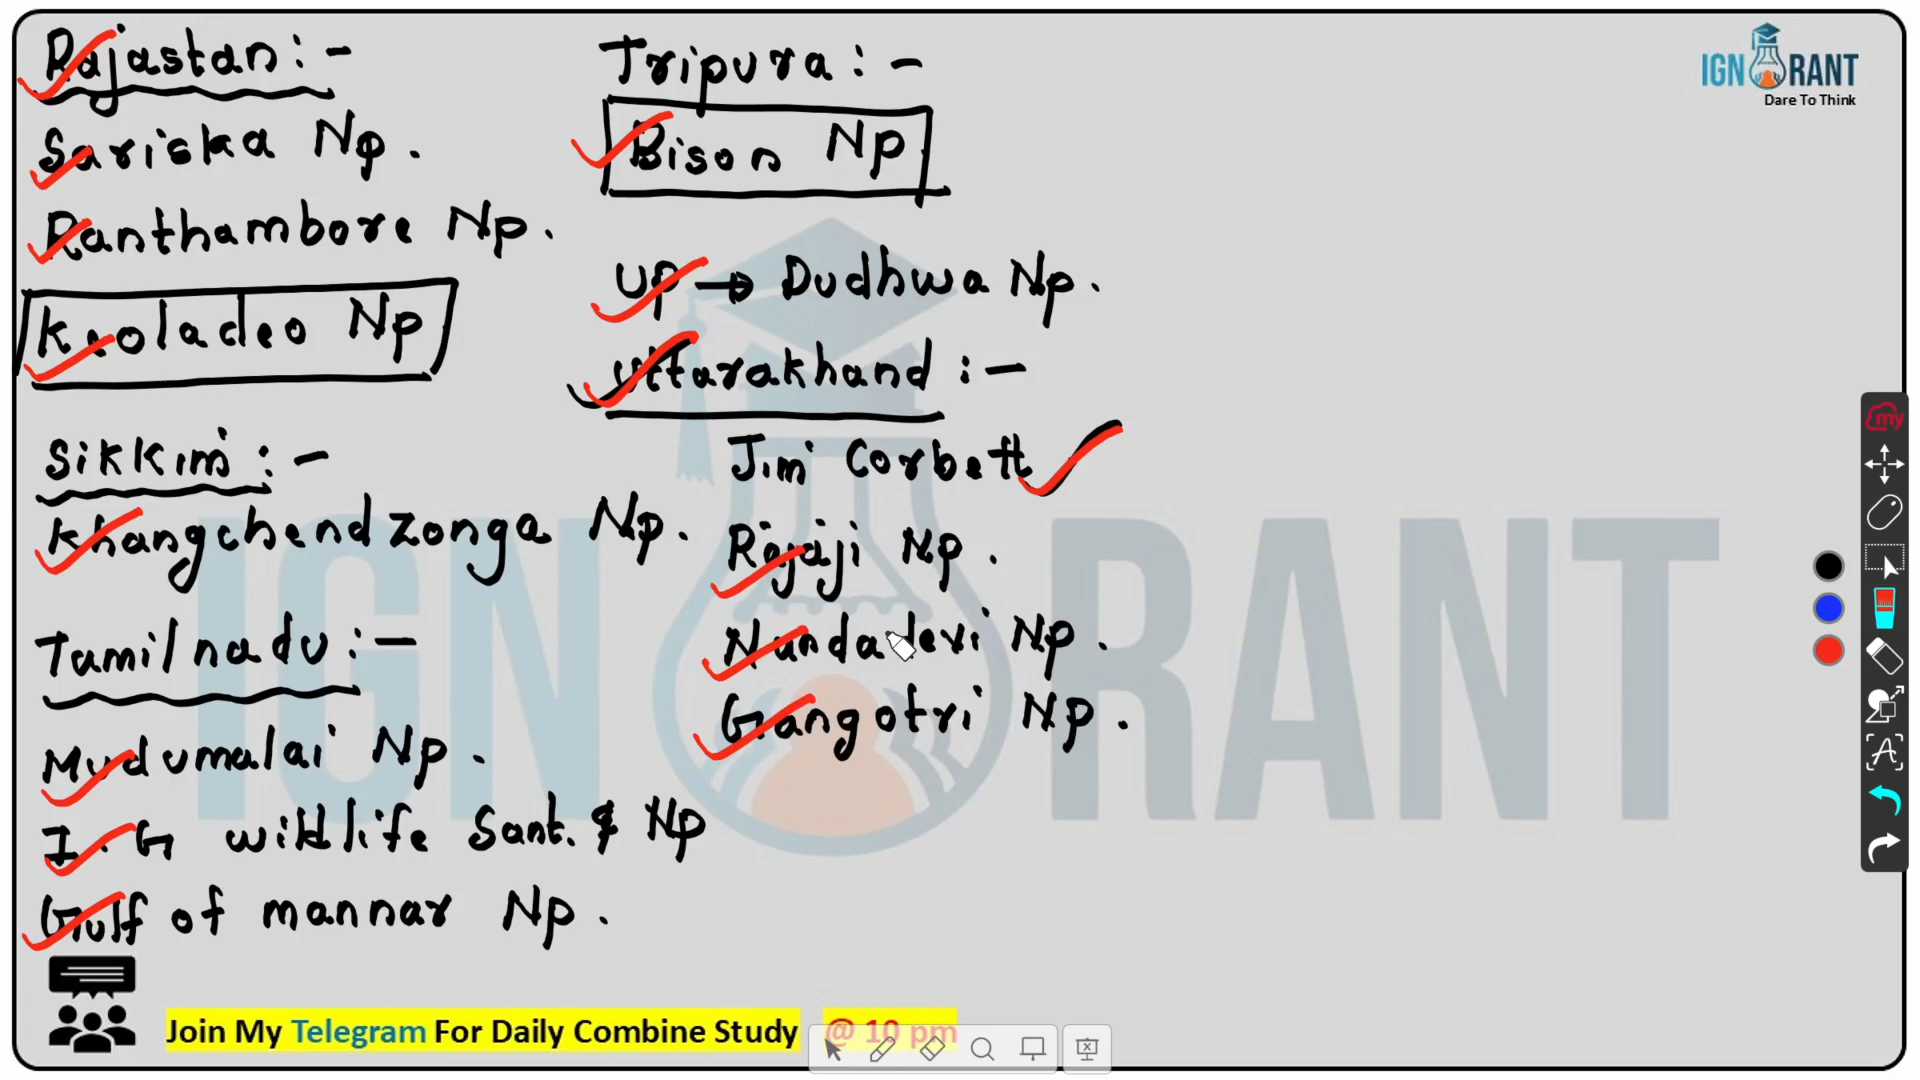 Rajastan :-
Sariska Np.
Ranthambore Np.
Keoladeo Np
Sikkim :-
Khangchendzonga Np.
Tamilnadu :-
Mudumalai Np.
I.G wildlife Sant. & Np
Gulf of mannar Np.
Tripura :-
Bison Np
UP → Dudhwa Np.
Uttarakhand :-
Jim Corbett
Rajaji Np.
Nandadevi Np.
Gangotri Np.
IGNORANT
Dare To Think
IGNORANT
my
A
Join My Telegram For Daily Combine Study @ 10 pm